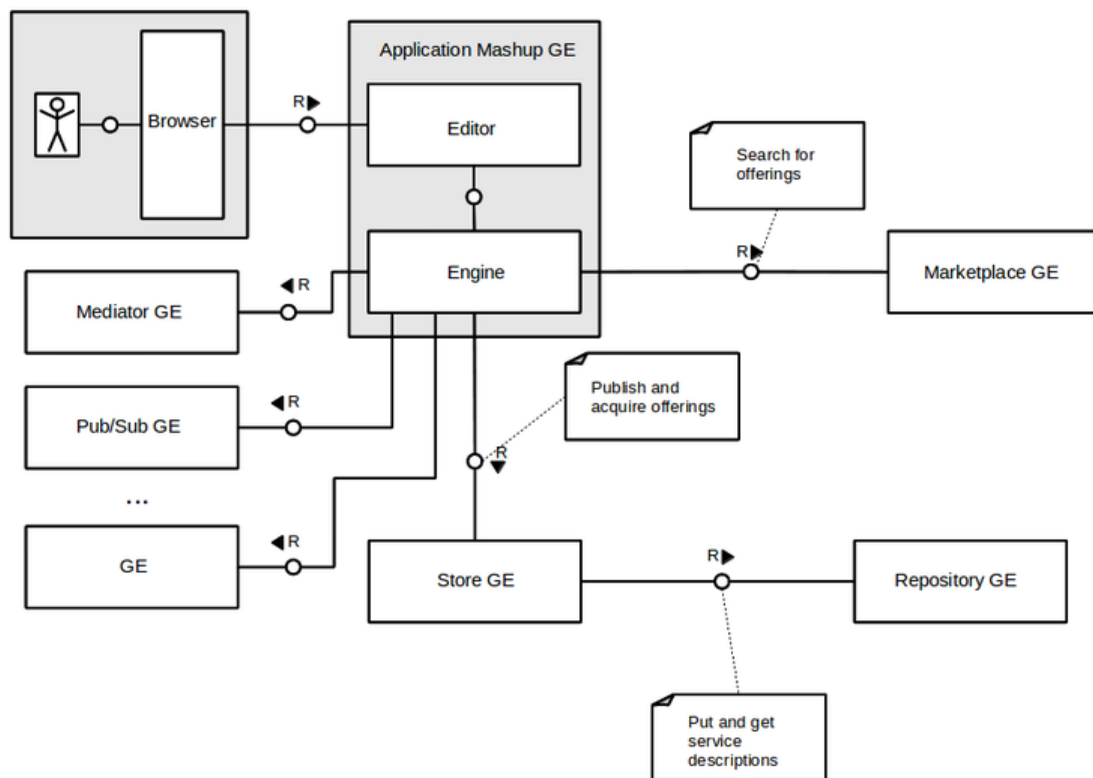 Application Mashup GE
Browser
R
Editor
Search for
offerings
R
Engine
Marketplace GE
R
Mediator GE
Publish and
acquire offerings
R
Pub/Sub GE
R
...
R
GE
R
Store GE
Repository GE
Put and get
service
descriptions